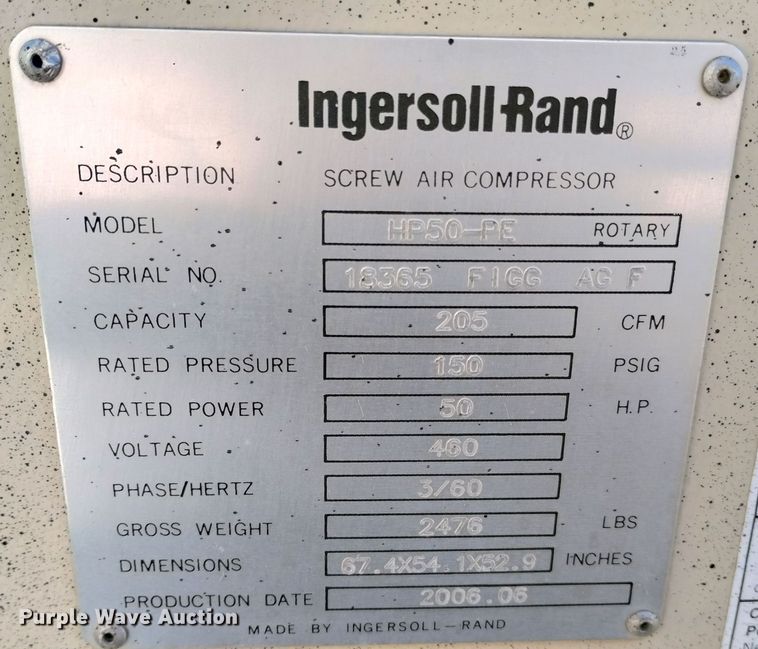 Ingersoll-Rand®
DESCRIPTION SCREW AIR COMPRESSOR
MODEL HP50-PE ROTARY
SERIAL NO. 18365 FIGG AG F
CAPACITY 205 CFM
RATED PRESSURE 150 PSIG
RATED POWER 50 H.P.
VOLTAGE 460
PHASE/HERTZ 3/60
GROSS WEIGHT 2476 LBS
DIMENSIONS 67.4X54.1X52.9 INCHES
PRODUCTION DATE 2006.06
MADE BY INGERSOLL-RAND
Purple Wave Auction